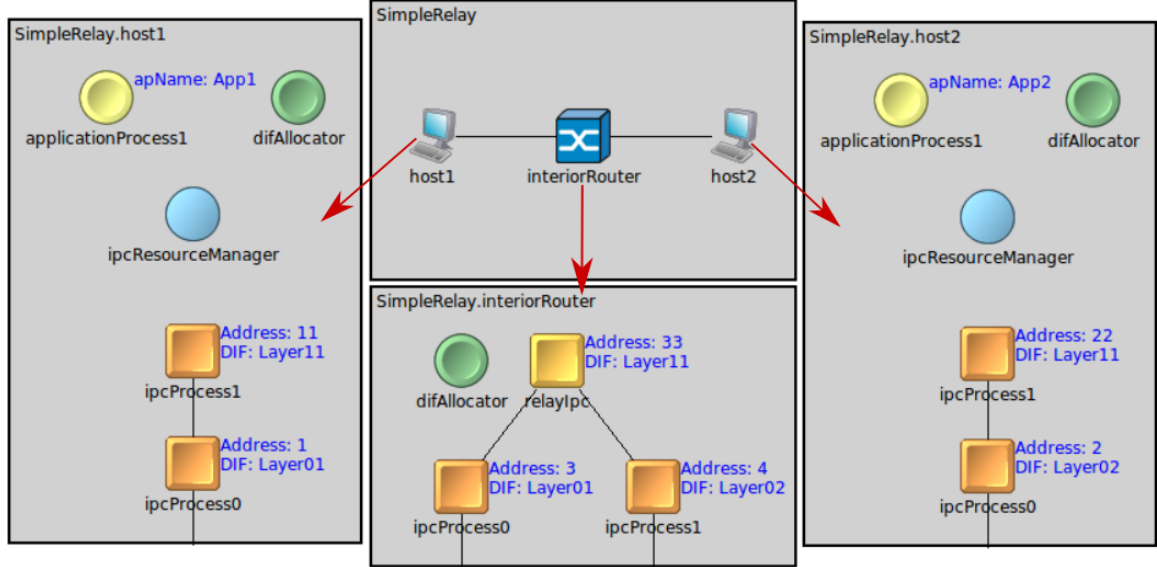 SimpleRelay.host1
apName: App1
applicationProcess1
difAllocator
ipcResourceManager
Address: 11
DIF: Layer11
ipcProcess1
Address: 1
DIF: Layer01
ipcProcess0
SimpleRelay
host1
interiorRouter
host2
SimpleRelay.interiorRouter
Address: 33
DIF: Layer11
difAllocator
relayIpc
Address: 3
DIF: Layer01
ipcProcess0
Address: 4
DIF: Layer02
ipcProcess1
SimpleRelay.host2
apName: App2
applicationProcess1
difAllocator
ipcResourceManager
Address: 22
DIF: Layer11
ipcProcess1
Address: 2
DIF: Layer02
ipcProcess0